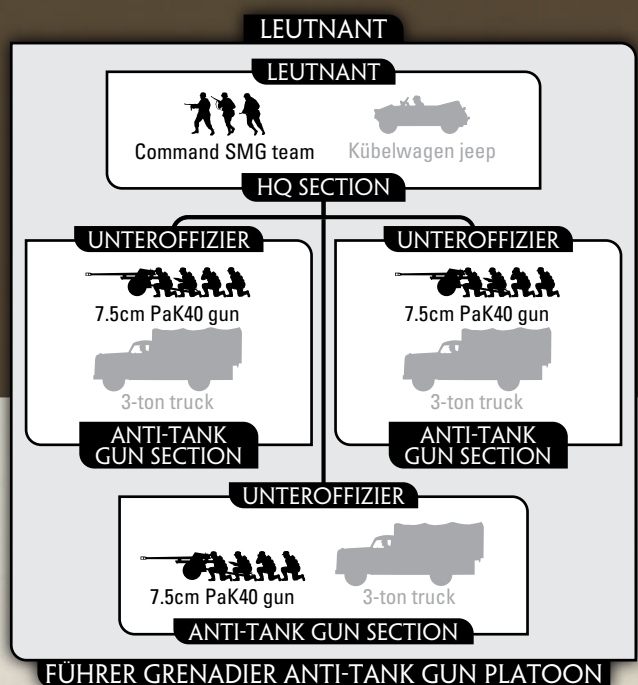 LEUTNANT
LEUTNANT
Command SMG team
Kübelwagen jeep
HQ SECTION
UNTEROFFIZIER
7.5cm PaK40 gun
3-ton truck
ANTI-TANK
GUN SECTION
UNTEROFFIZIER
7.5cm PaK40 gun
3-ton truck
ANTI-TANK
GUN SECTION
UNTEROFFIZIER
7.5cm PaK40 gun
3-ton truck
ANTI-TANK GUN SECTION
FÜHRER GRENADIER ANTI-TANK GUN PLATOON